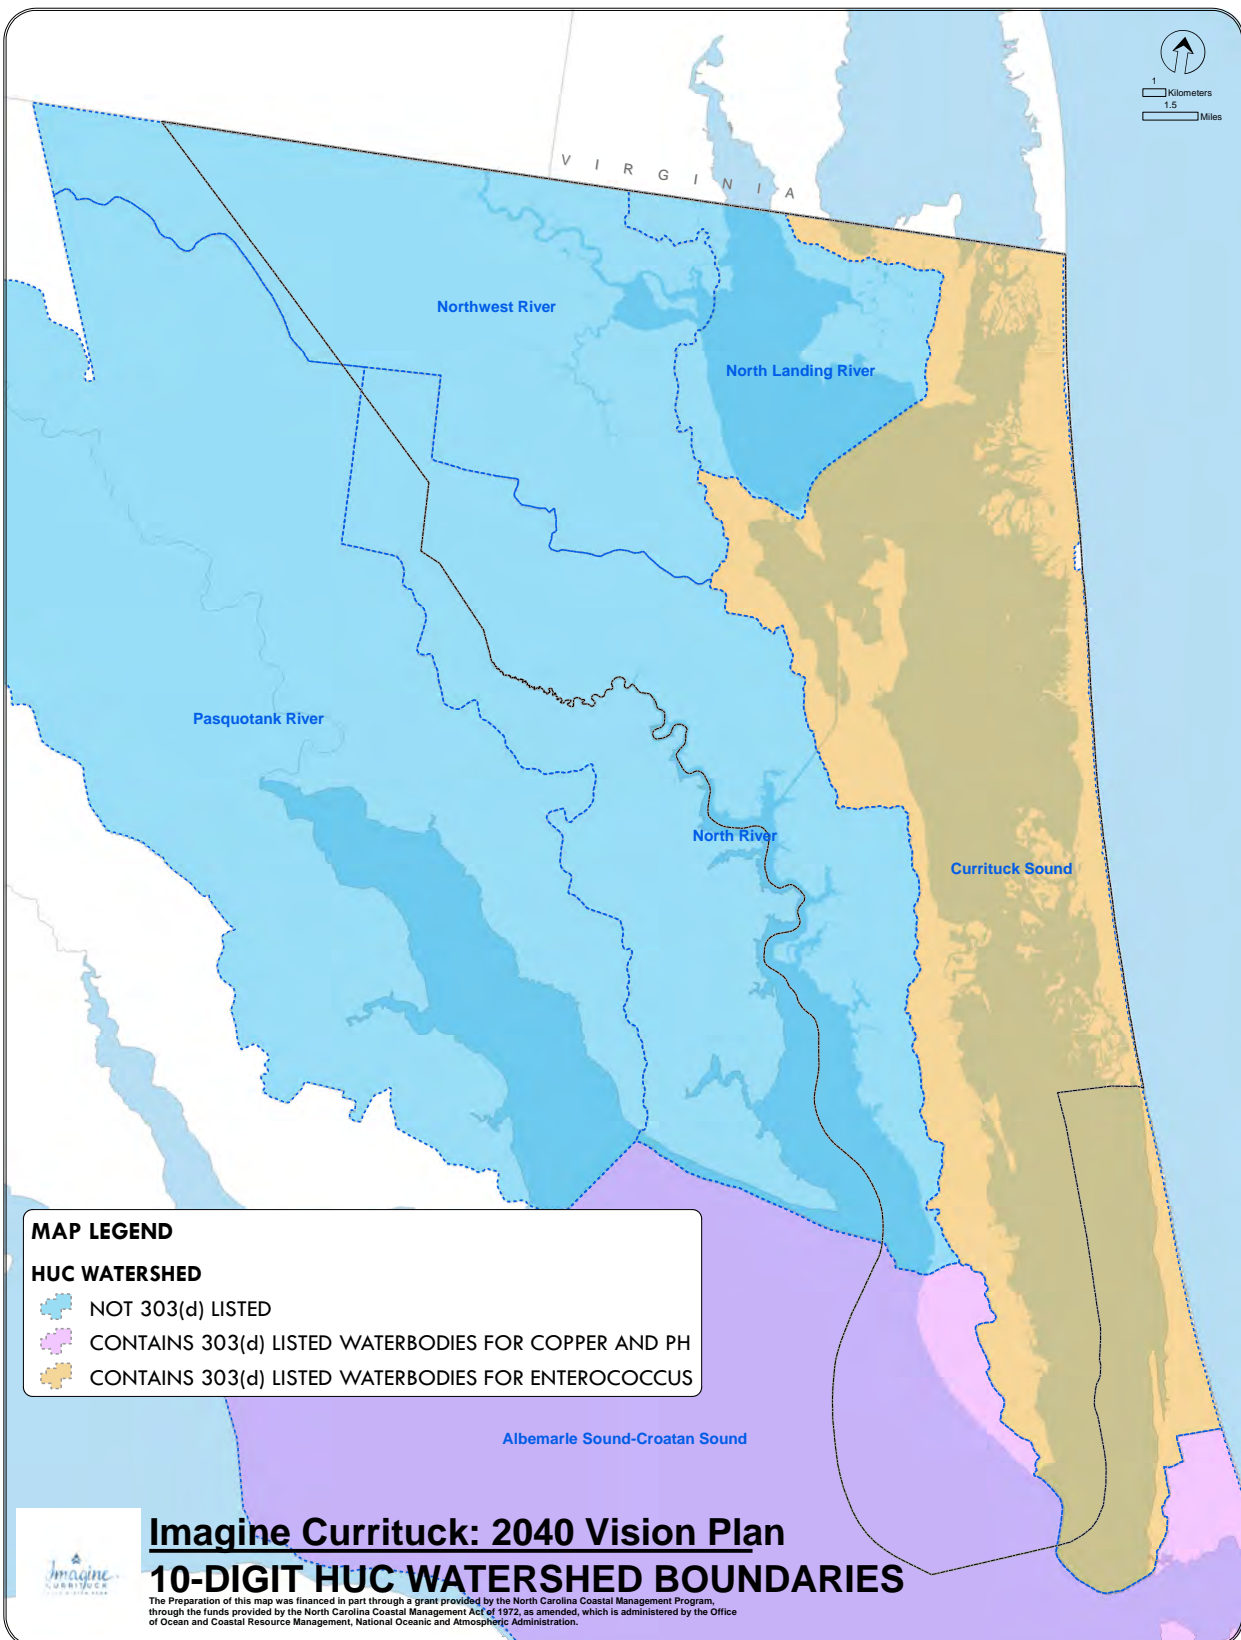 1
Kilometers
1.5
Miles
V I R G I N I A
Northwest River
North Landing River
Pasquotank River
North River
Currituck Sound
MAP LEGEND
HUC WATERSHED
NOT 303(d) LISTED
CONTAINS 303(d) LISTED WATERBODIES FOR COPPER AND PH
CONTAINS 303(d) LISTED WATERBODIES FOR ENTEROCOCCUS
Albemarle Sound-Croatan Sound
Imagine
CURRITUCK
Imagine Currituck: 2040 Vision Plan
10-DIGIT HUC WATERSHED BOUNDARIES
The Preparation of this map was financed in part through a grant provided by the North Carolina Coastal Management Program,
through the funds provided by the North Carolina Coastal Management Act of 1972, as amended, which is administered by the Office
of Ocean and Coastal Resource Management, National Oceanic and Atmospheric Administration.